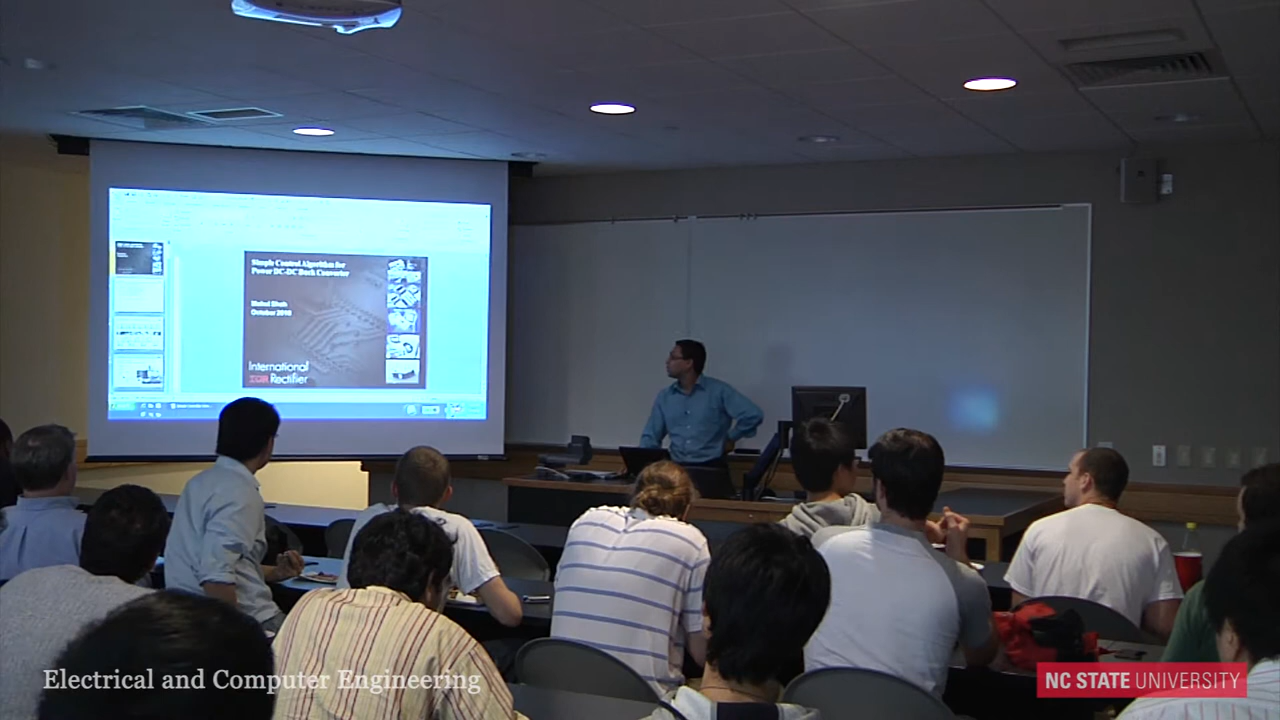 Simple Control Algorithm for
Power DC-DC Buck Converter
October 2010
International
IOR Rectifier
Electrical and Computer Engineering
NC STATE UNIVERSITY